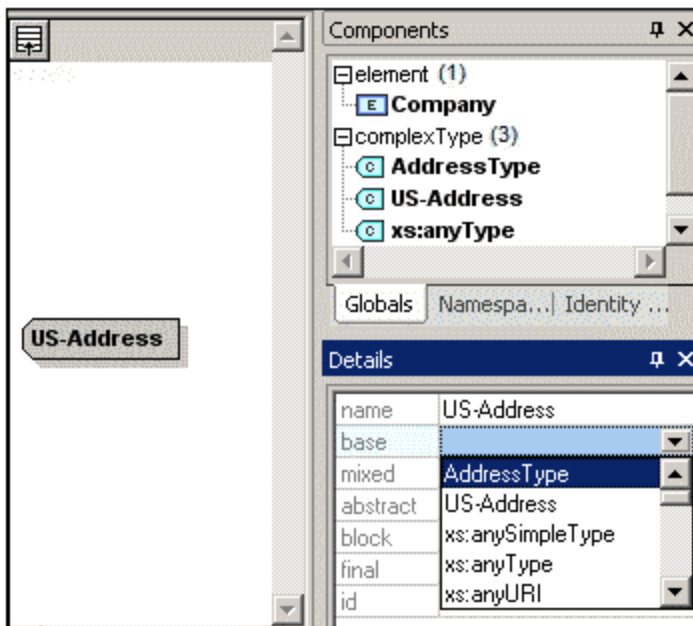 US-Address
Components
element (1)
E Company
complexType (3)
C AddressType
C US-Address
C xs:anyType
Globals Namespa... Identity ...
Details
name US-Address
base
mixed AddressType
abstract US-Address
block xs:anySimpleType
final xs:anyType
id xs:anyURI